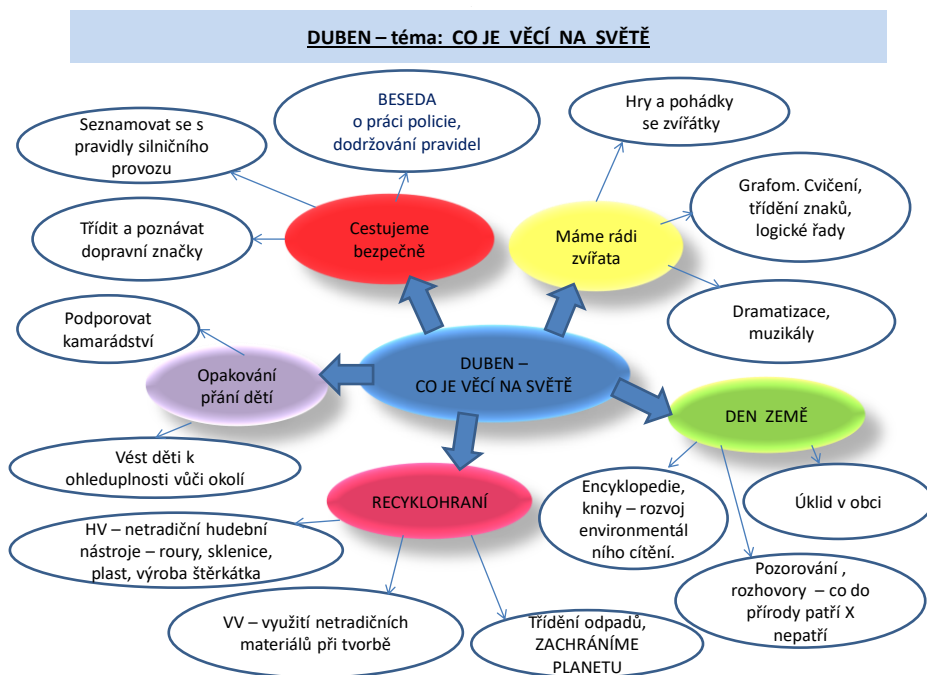 DUBEN – téma: CO JE VĚCÍ NA SVĚTĚ
BESEDA
o práci policie,
dodržování pravidel
Hry a pohádky
se zvířátky
Seznamovat se s
pravidly silničního
provozu
Grafom. Cvičení,
třídění znaků,
logické řady
Cestujeme
bezpečně
Máme rádi
zvířata
Třídit a poznávat
dopravní značky
Dramatizace,
muzikály
Podporovat
kamarádství
DUBEN –
CO JE VĚCÍ NA SVĚTĚ
Opakování
přání dětí
DEN ZEMĚ
Vést děti k
ohleduplnosti vůči okolí
RECYKLOHRANÍ
Encyklopedie,
knihy – rozvoj
environmentál
ního cítění.
Úklid v obci
HV – netradiční hudební
nástroje – roury, sklenice,
plast, výroba štěrkátka
Pozorování ,
rozhovory – co do
přírody patří X
nepatří
VV – využití netradičních
materiálů při tvorbě
Třídění odpadů,
ZACHRÁNÍME
PLANETU